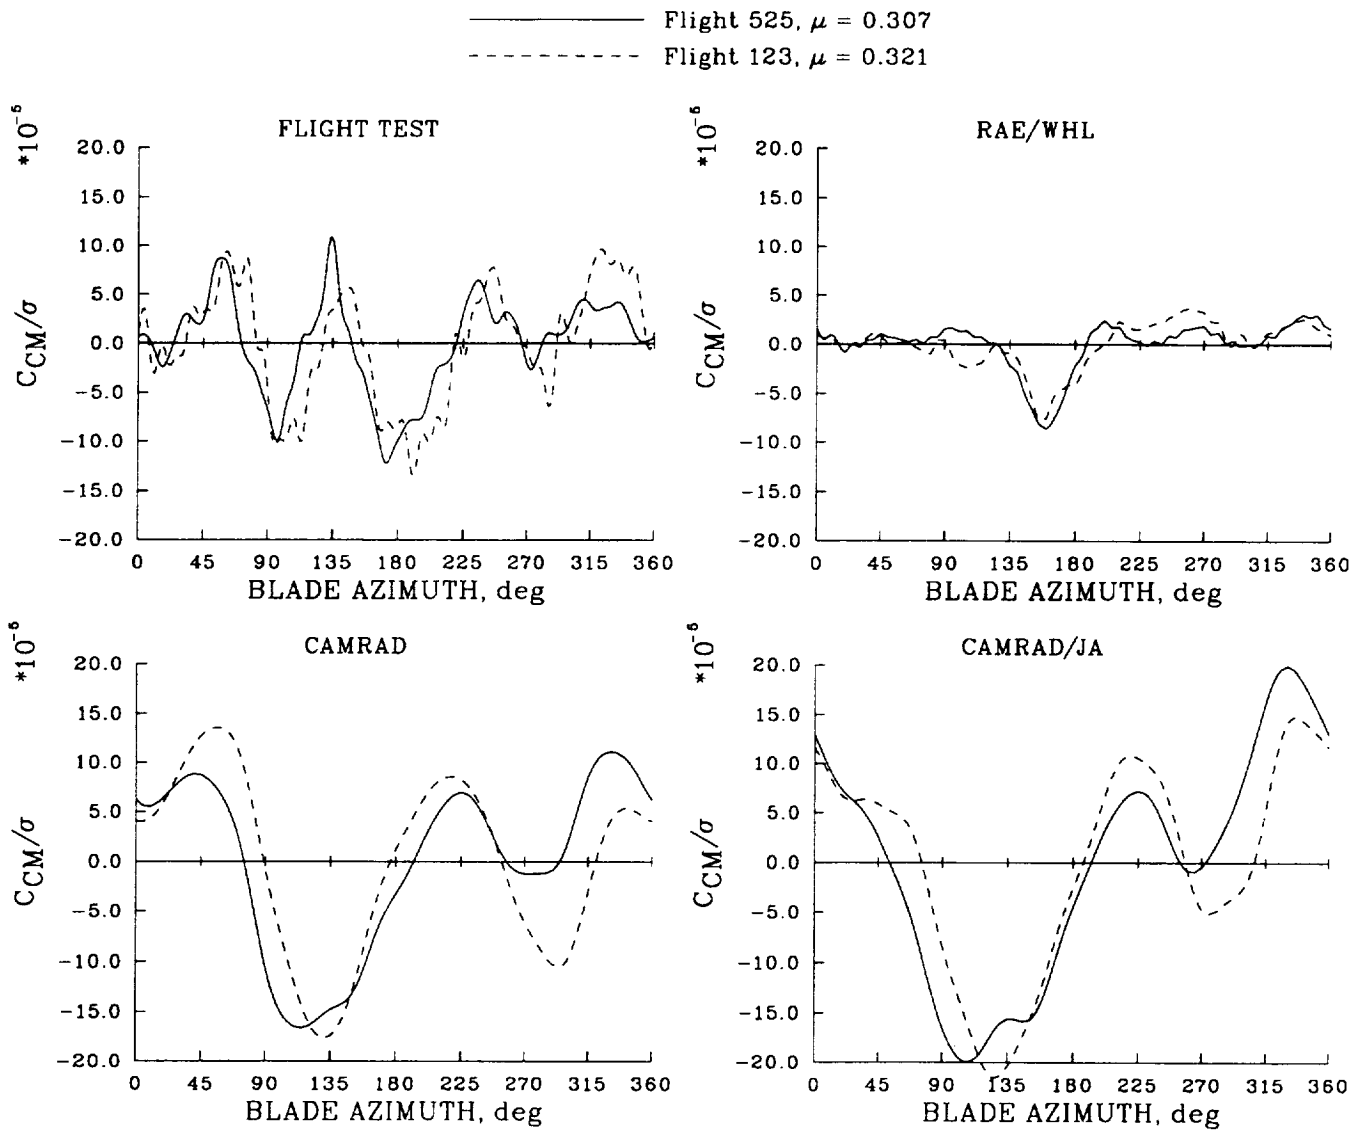 Flight 525, μ = 0.307
Flight 123, μ = 0.321
FLIGHT TEST
*10⁻⁵
20.0
15.0
10.0
5.0
0.0
−5.0
−10.0
−15.0
−20.0
C_CM/σ
0 45 90 135 180 225 270 315 360
BLADE AZIMUTH, deg
RAE/WHL
*10⁻⁵
20.0
15.0
10.0
5.0
0.0
−5.0
−10.0
−15.0
−20.0
C_CM/σ
0 45 90 135 180 225 270 315 360
BLADE AZIMUTH, deg
CAMRAD
*10⁻⁵
20.0
15.0
10.0
5.0
0.0
−5.0
−10.0
−15.0
−20.0
C_CM/σ
0 45 90 135 180 225 270 315 360
BLADE AZIMUTH, deg
CAMRAD/JA
*10⁻⁵
20.0
15.0
10.0
5.0
0.0
−5.0
−10.0
−15.0
−20.0
C_CM/σ
0 45 90 135 180 225 270 315 360
BLADE AZIMUTH, deg